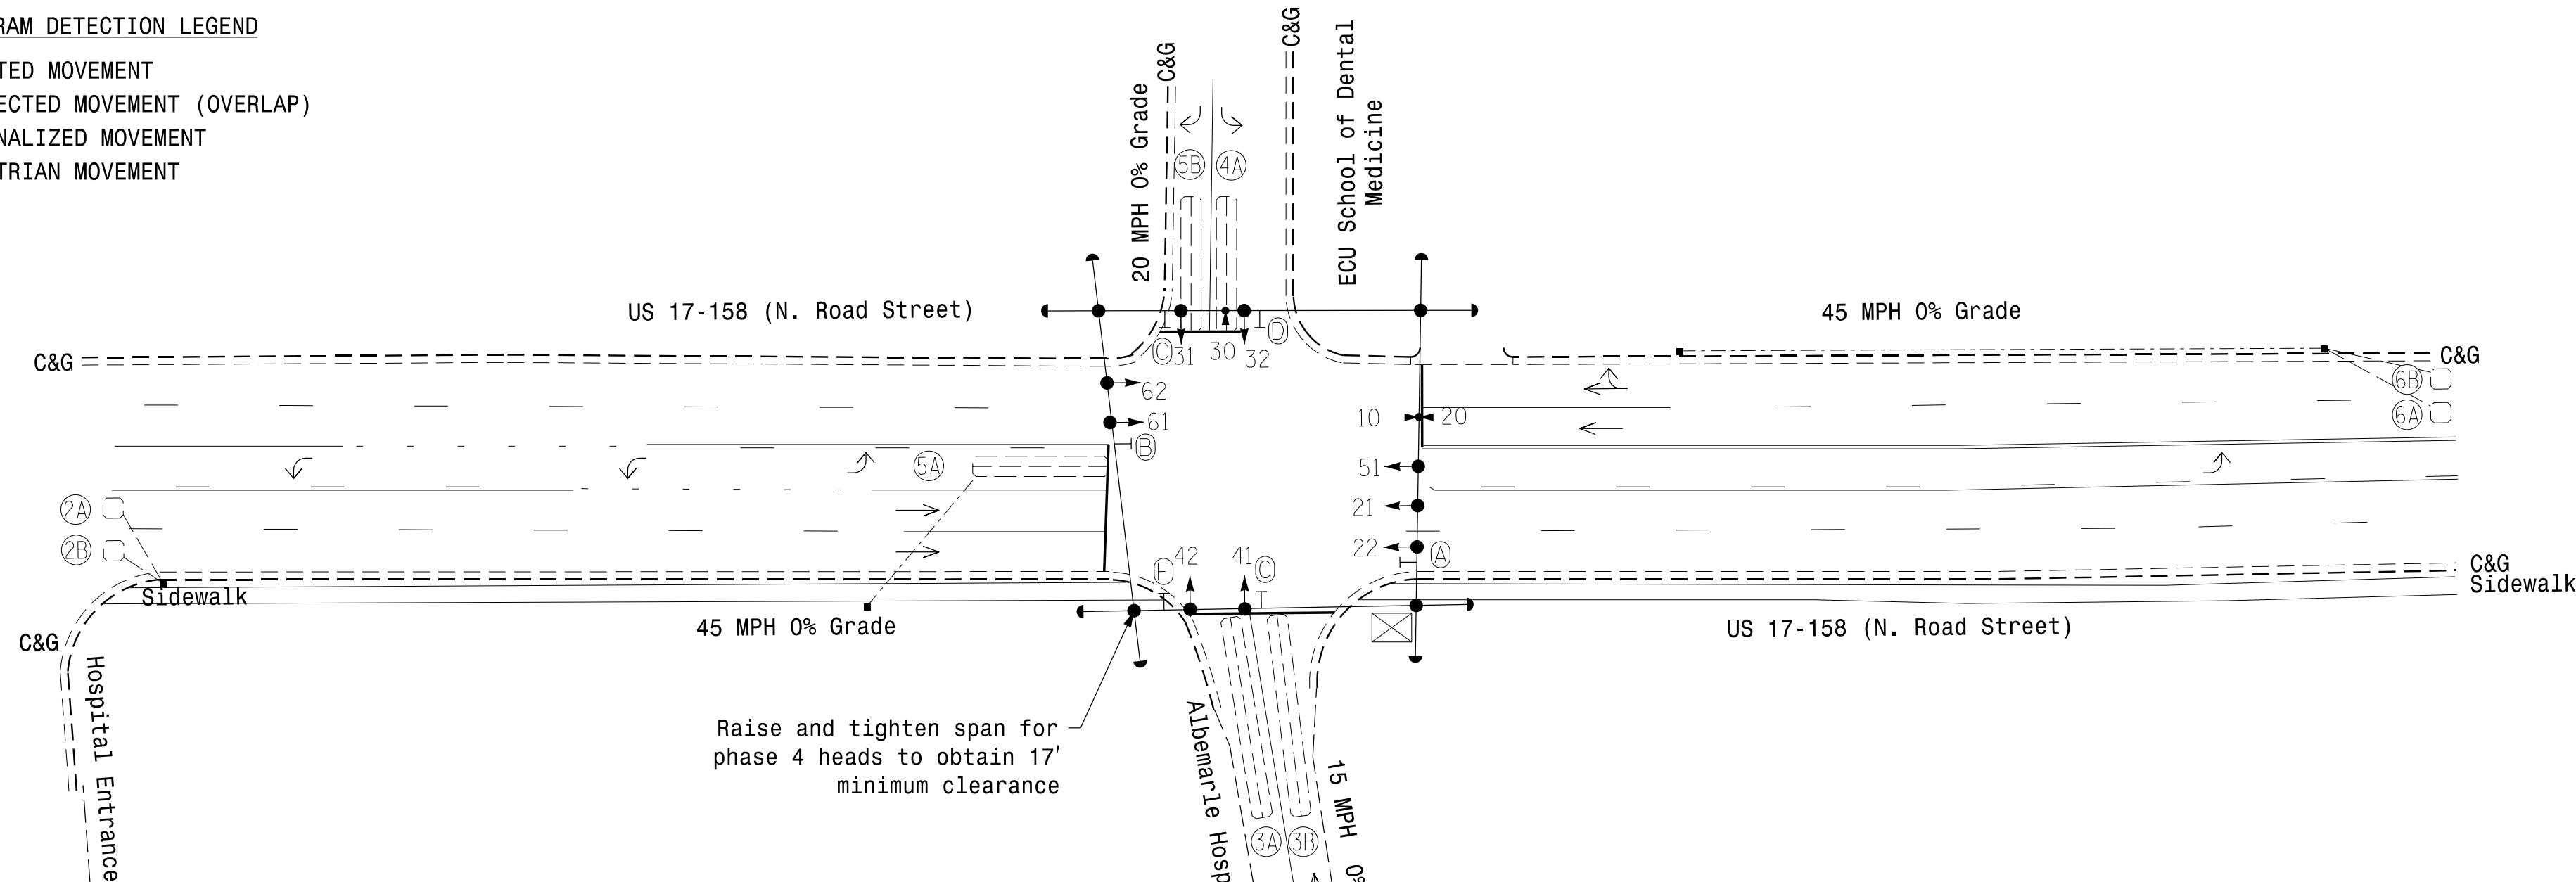 RAM DETECTION LEGEND
TED MOVEMENT
ECTED MOVEMENT (OVERLAP)
NALIZED MOVEMENT
TRIAN MOVEMENT
C&G
C&G
20 MPH 0% Grade
ECU School of Dental
Medicine
5B
4A
US 17-158 (N. Road Street)
45 MPH 0% Grade
C
31
30
32
D
C&G
C&G
62
61
B
10
20
6B
6A
5A
51
2A
21
2B
22
A
42
41
E
C
C&G
Sidewalk
Sidewalk
45 MPH 0% Grade
US 17-158 (N. Road Street)
C&G
Hospital Entrance
Raise and tighten span for
phase 4 heads to obtain 17'
minimum clearance
Albemarle Hosp
15 MPH 0%
3A
3B